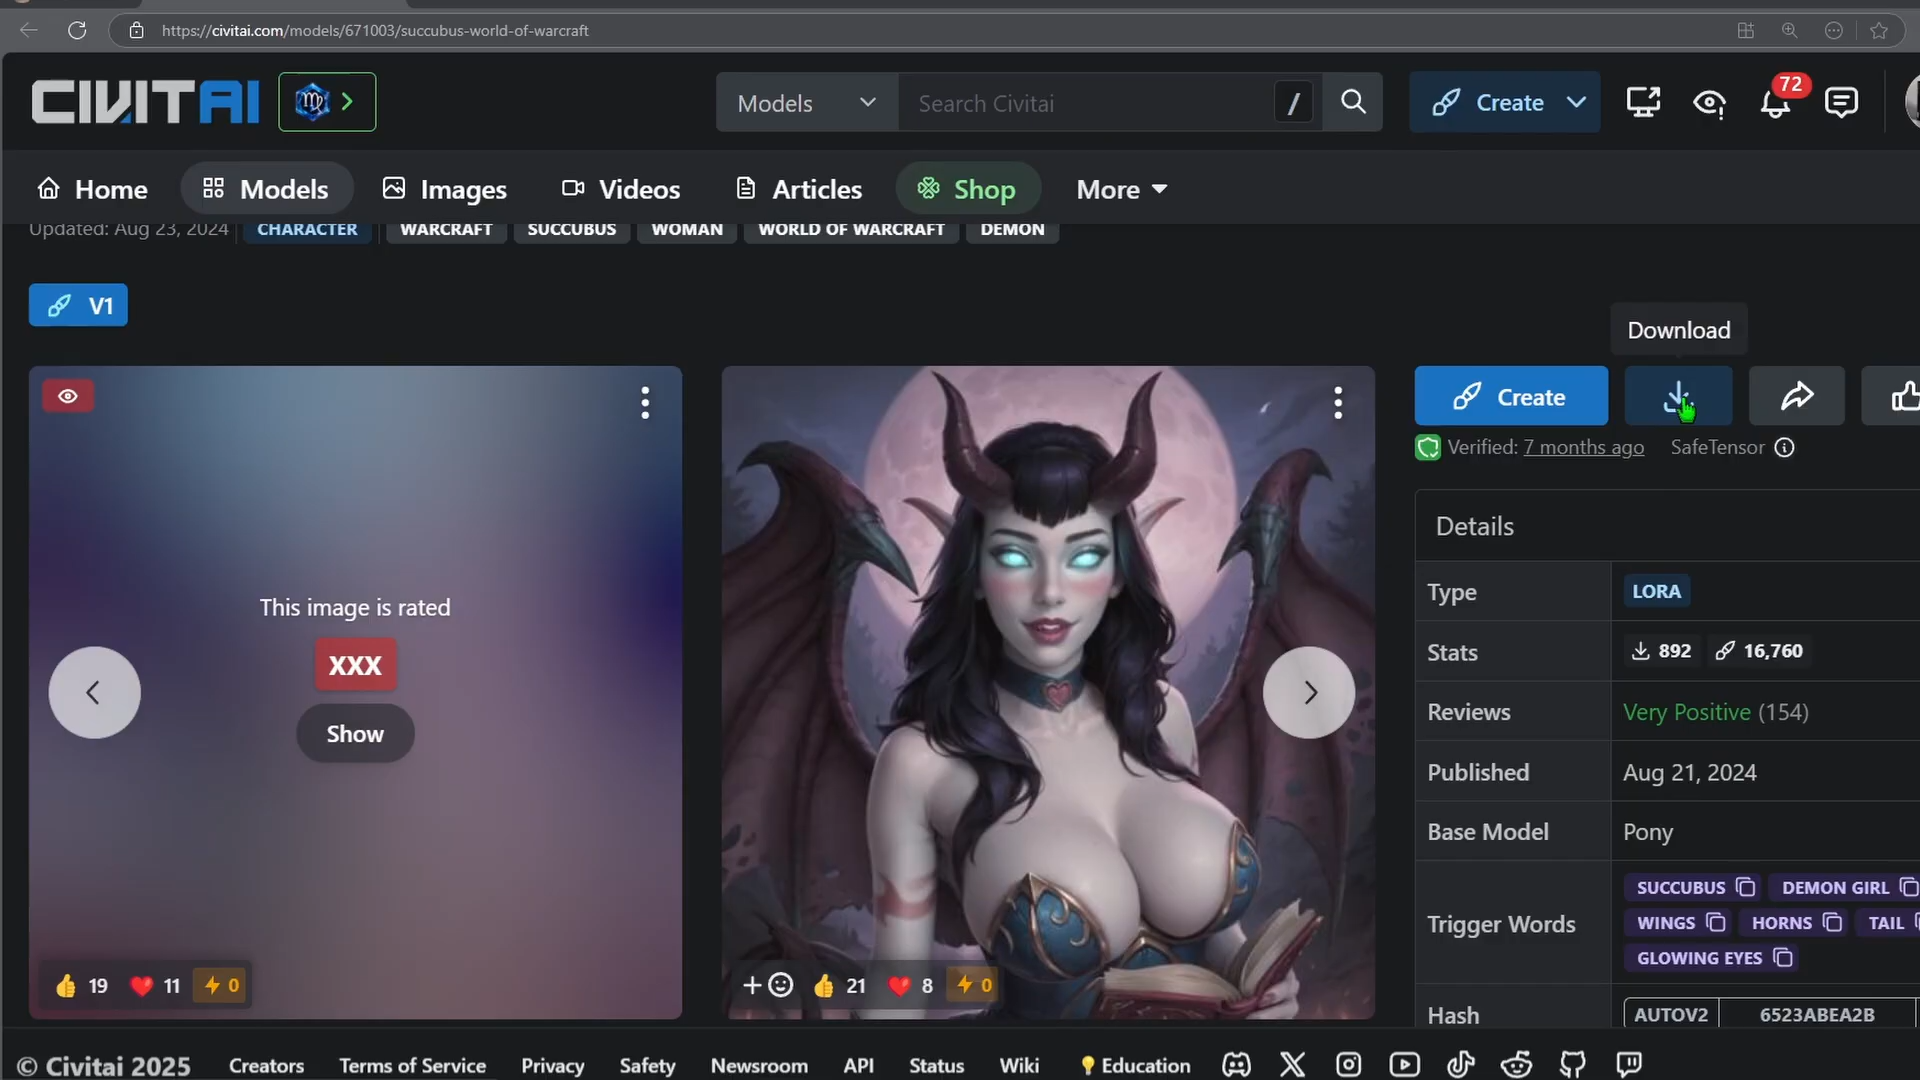 https://civitai.com/models/671003/succubus-world-of-warcraft
CIVITAI
Models
Search Civitai
/
Create
72
Home
Models
Images
Videos
Articles
Shop
More
Updated: Aug 23, 2024
CHARACTER
WARCRAFT
SUCCUBUS
WOMAN
WORLD OF WARCRAFT
DEMON
V1
Download
This image is rated
XXX
Show
19
11
0
21
8
0
Create
Verified: 7 months ago
SafeTensor
Details
Type
LORA
Stats
892
16,760
Reviews
Very Positive (154)
Published
Aug 21, 2024
Base Model
Pony
Trigger Words
SUCCUBUS
DEMON GIRL
WINGS
HORNS
TAIL
GLOWING EYES
Hash
AUTOV2
6523ABEA2B
© Civitai 2025
Creators
Terms of Service
Privacy
Safety
Newsroom
API
Status
Wiki
Education